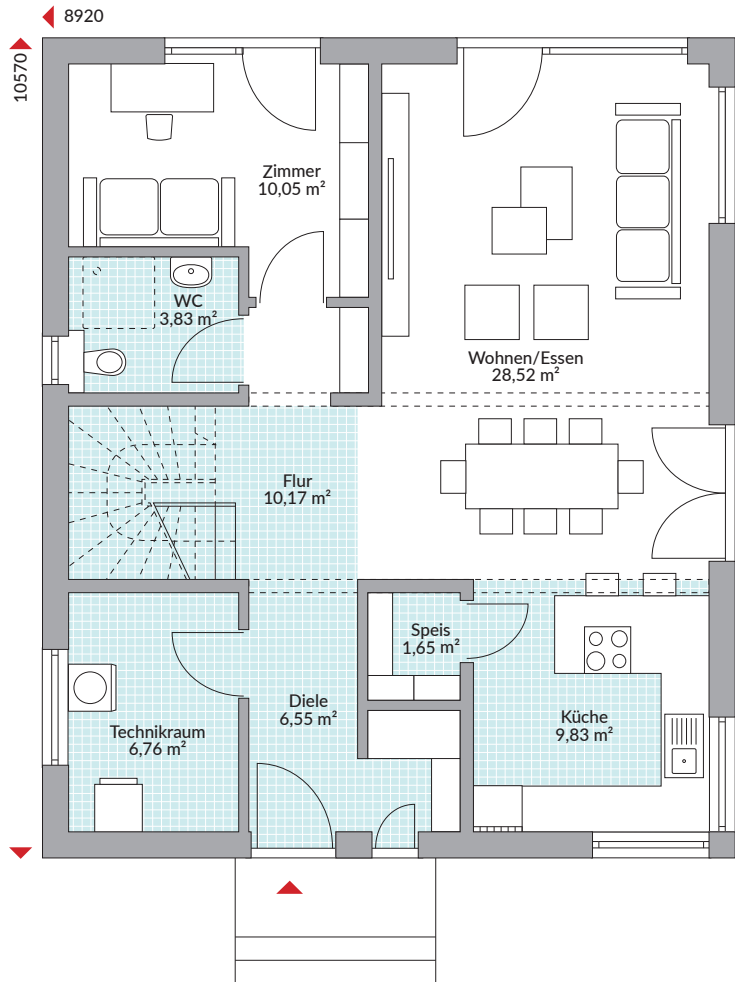 8920
10570
Zimmer
10,05 m²
WC
3,83 m²
Wohnen/Essen
28,52 m²
Flur
10,17 m²
Speis
1,65 m²
Diele
6,55 m²
Technikraum
6,76 m²
Küche
9,83 m²